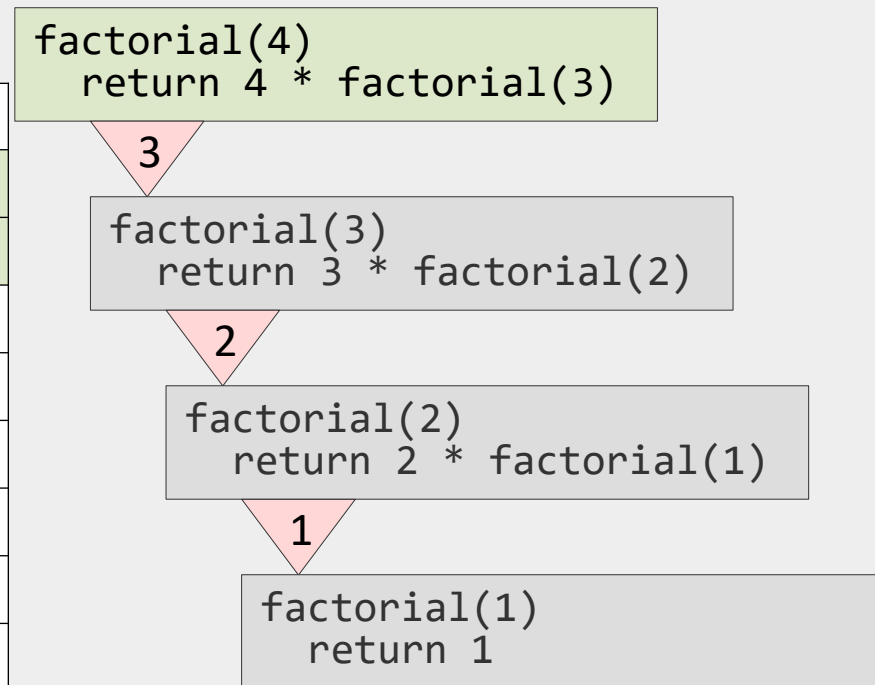 factorial(4)
return 4 * factorial(3)
3
factorial(3)
return 3 * factorial(2)
2
factorial(2)
return 2 * factorial(1)
1
factorial(1)
return 1